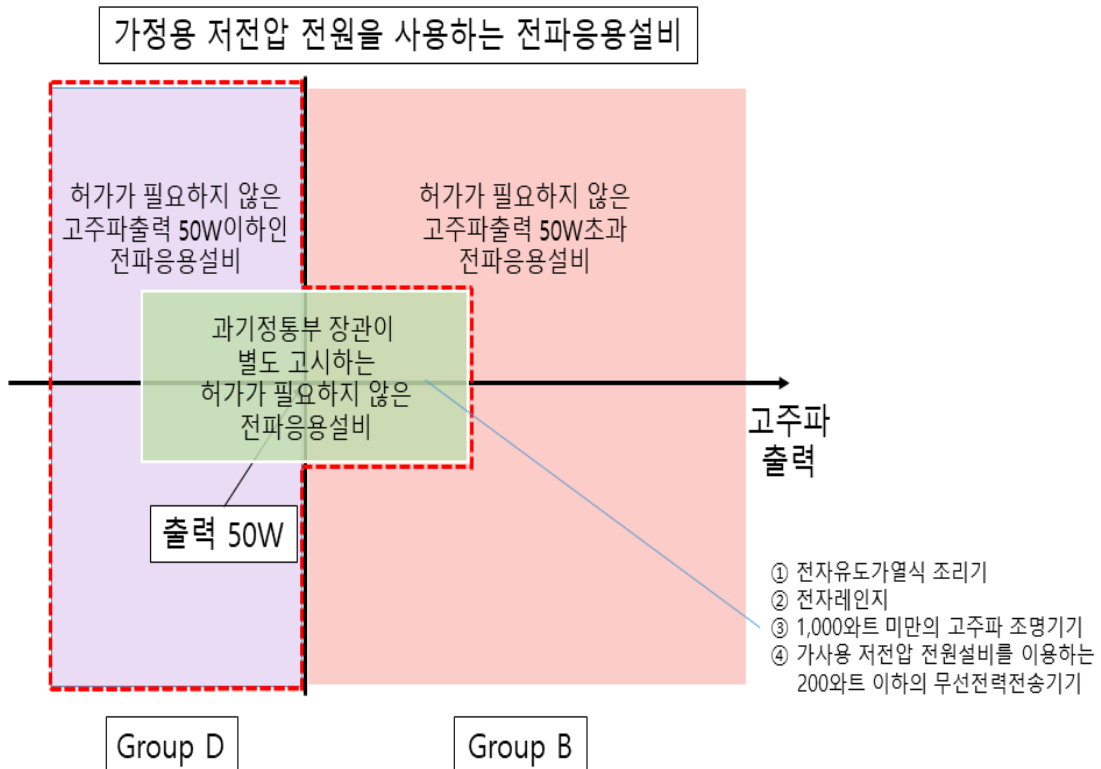 가정용 저전압 전원을 사용하는 전파응용설비
허가가 필요하지 않은
고주파출력 50W이하인
전파응용설비
허가가 필요하지 않은
고주파출력 50W초과
전파응용설비
과기정통부 장관이
별도 고시하는
허가가 필요하지 않은
전파응용설비
고주파
출력
출력 50W
① 전자유도가열식 조리기
② 전자레인지
③ 1,000와트 미만의 고주파 조명기기
④ 가사용 저전압 전원설비를 이용하는
200와트 이하의 무선전력전송기기
Group D
Group B